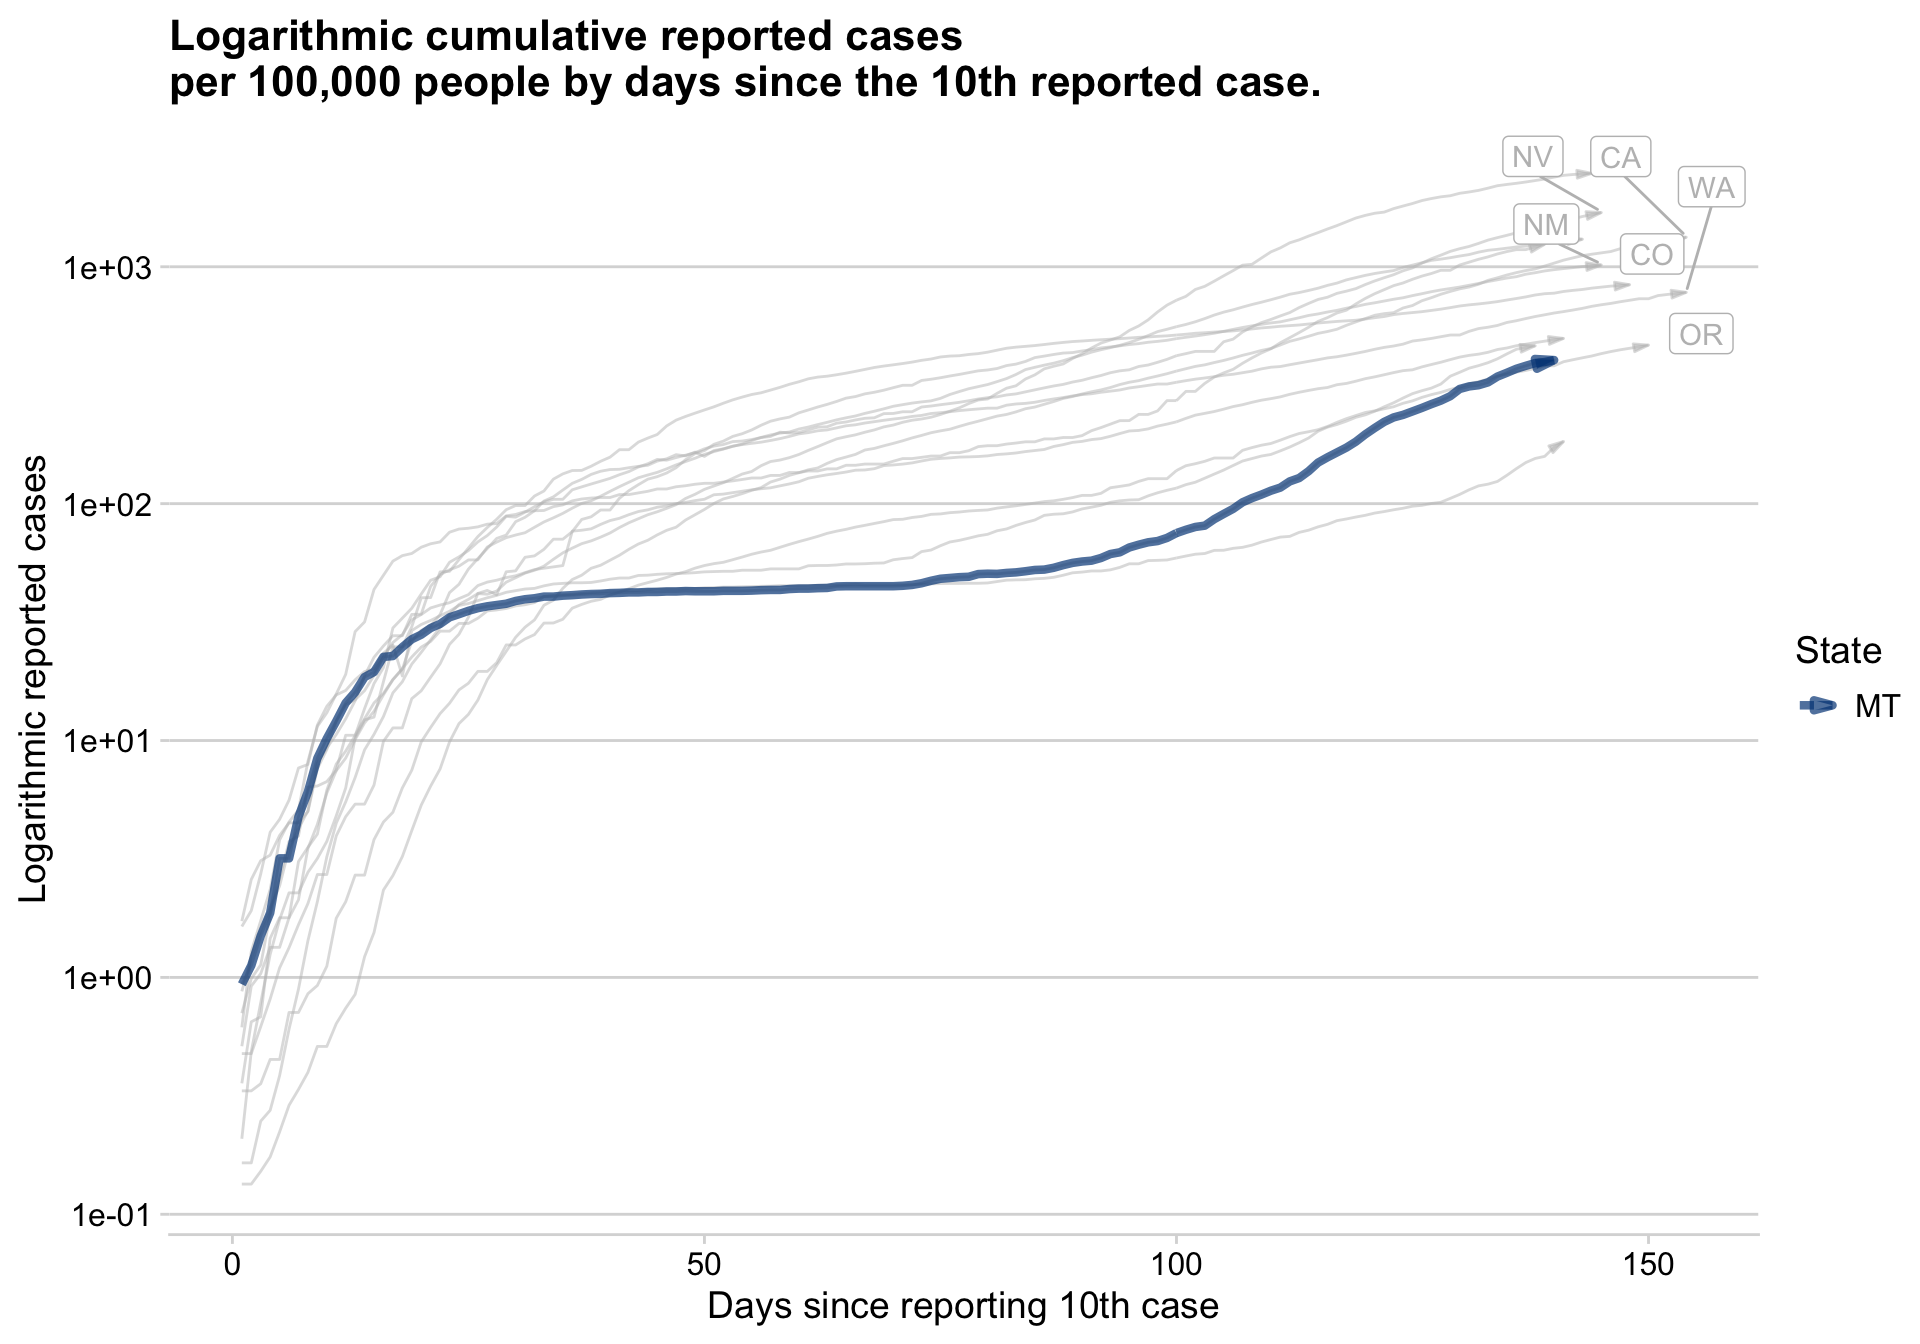 Logarithmic cumulative reported cases
per 100,000 people by days since the 10th reported case.
NV
CA
WA
NM
CO
OR
1e+03
1e+02
1e+01
1e+00
1e-01
Logarithmic reported cases
0
50
100
150
Days since reporting 10th case
State
MT